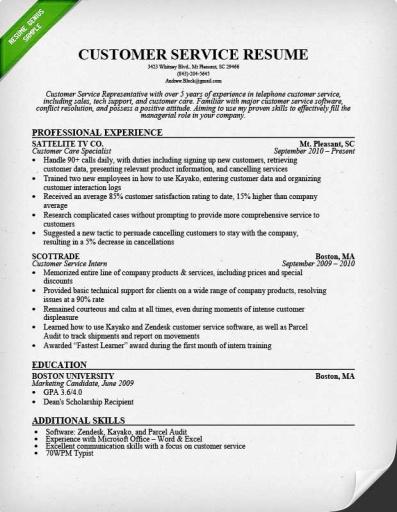 RESUME GENIUS
SAMPLE
CUSTOMER SERVICE RESUME
3423 Whitney Blvd. Mt Pleasant, SC 29466
(843)-204-5645
Andrew.Black@gmail.com
Customer Service Representative with over 5 years of experience in telephone customer service,
including sales, tech support, and customer care. Familiar with major customer service software,
conflict resolution, and possess a positive attitude. Aiming to use my proven skills to effectively fill the
managerial role in your company.
PROFESSIONAL EXPERIENCE
SATTELITE TV CO. Mt. Pleasant, SC
Customer Care Specialist September 2010 – Present
• Handle 90+ calls daily, with duties including signing up new customers, retrieving
customer data, presenting relevant product information, and cancelling services
• Trained two new employees in how to use Kayako, entering customer data and organizing
customer interaction logs
• Received an average 85% customer satisfaction rating to date, 15% higher than company
average
• Research complicated cases without prompting to provide more comprehensive service to
customers
• Suggested a new tactic to persuade cancelling customers to stay with the company,
resulting in a 5% decrease in cancellations
SCOTTRADE Boston, MA
Customer Service Intern September 2009 – 2010
• Memorized entire line of company products & services, including prices and special
discounts
• Provided basic technical support for wide range of company products, resolving
issues at a 90% rate
• Remained courteous and calm at all times, even during moments of intense customer
displeasure
• Learned how to use Kayako and Zendesk customer service software, as well as Parcel
Audit to track shipments and report on movements
• Awarded "Fastest Learner" award during the first month of intern training
EDUCATION
BOSTON UNIVERSITY Boston, MA
Marketing Candidate, June 2009
• GPA 3.6/4.0
• Dean's Scholarship Recipient
ADDITIONAL SKILLS
• Software: Zendesk, Kayako, and Parcel Audit
• Experience with Microsoft Office – Word & Excel
• Excellent communication skills with a focus on customer service
• 70WPM Typist